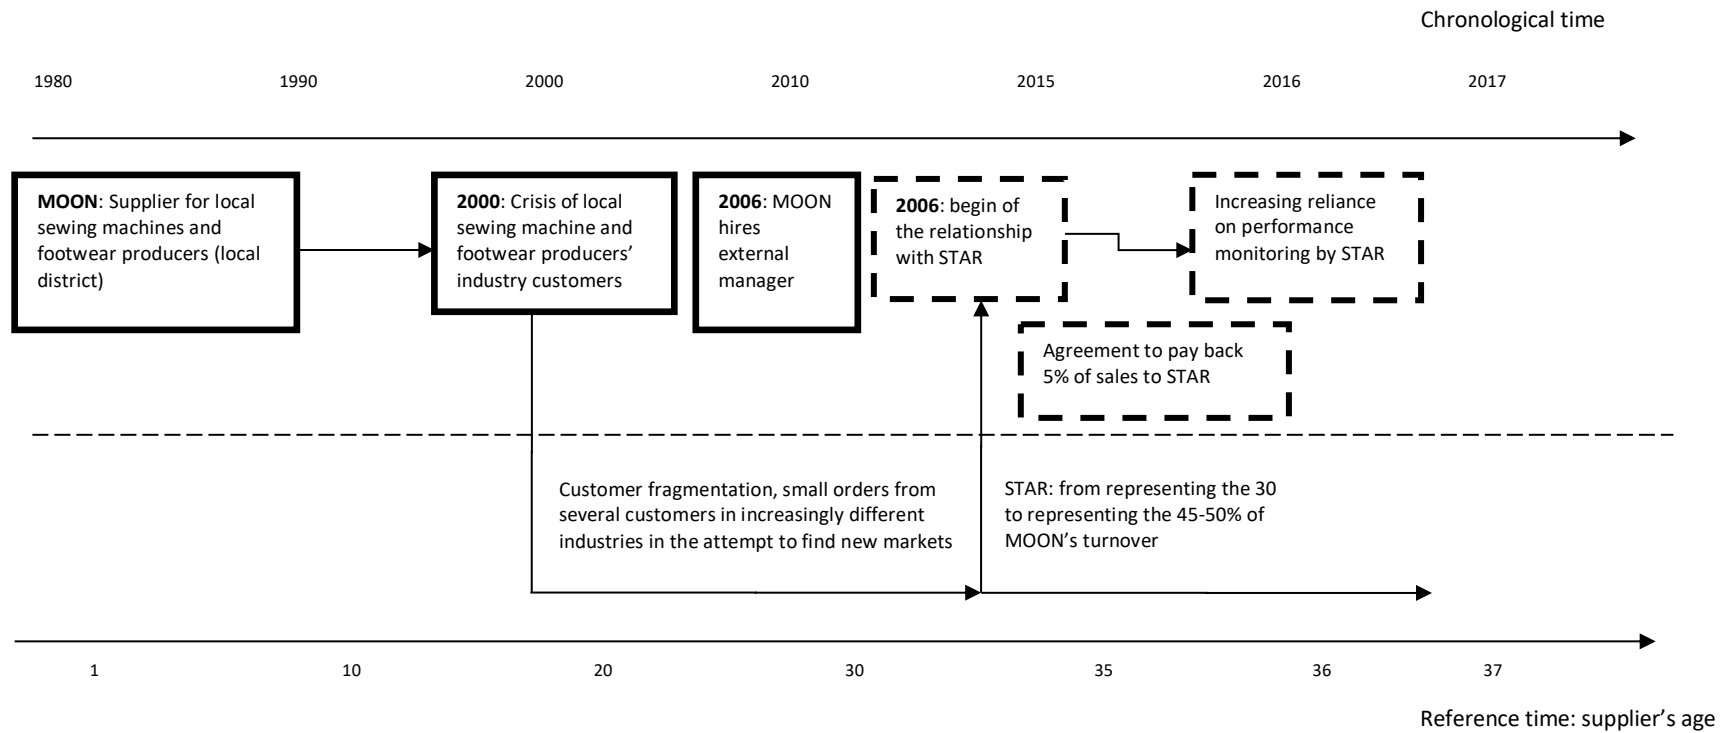 Chronological time
1980 1990 2000 2010 2015 2016 2017
MOON: Supplier for local
sewing machines and
footwear producers (local
district)
2000: Crisis of local
sewing machine and
footwear producers’
industry customers
2006: MOON
hires
external
manager
2006: begin of
the relationship
with STAR
Increasing reliance
on performance
monitoring by STAR
Agreement to pay back
5% of sales to STAR
Customer fragmentation, small orders from
several customers in increasingly different
industries in the attempt to find new markets
STAR: from representing the 30
to representing the 45-50% of
MOON’s turnover
1 10 20 30 35 36 37
Reference time: supplier’s age